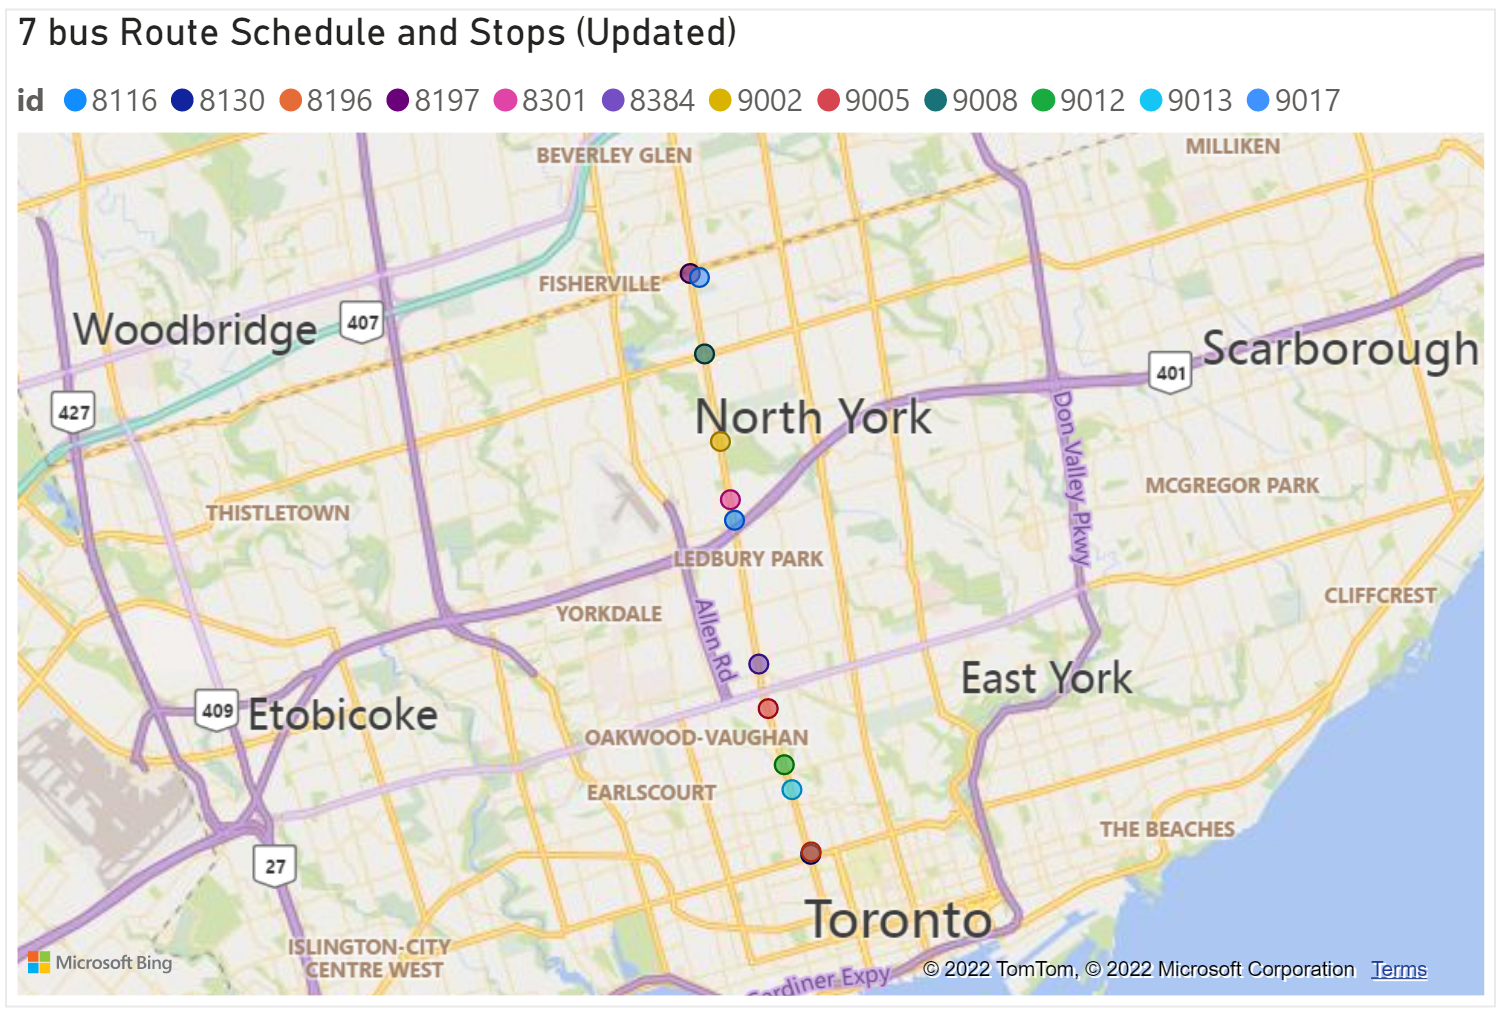 7 bus Route Schedule and Stops (Updated)
id 8116 8130 8196 8197 8301 8384 9002 9005 9008 9012 9013 9017
MILLIKEN
BEVERLEY GLEN
FISHERVILLE
Woodbridge
407
Scarborough
401
427
North York
Don Valley Pkwy
MCGREGOR PARK
THISTLETOWN
LEDBURY PARK
CLIFFCREST
YORKDALE
Allen Rd
East York
409
Etobicoke
OAKWOOD-VAUGHAN
EARLSCOURT
THE BEACHES
27
Toronto
ISLINGTON-CITY
CENTRE WEST
Microsoft Bing
Gardiner Expy
© 2022 TomTom, © 2022 Microsoft Corporation Terms